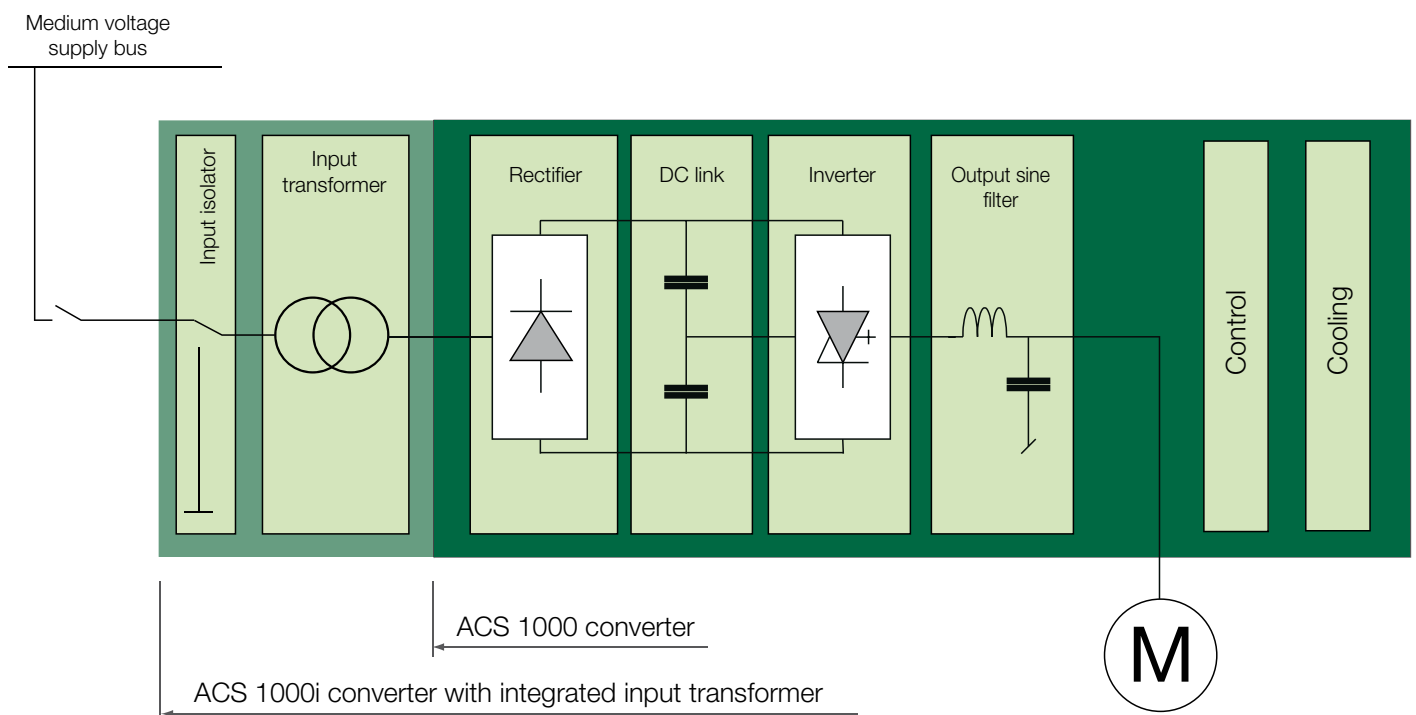 Medium voltage
supply bus
Input isolator
Input
transformer
Rectifier
DC link
Inverter
Output sine
filter
Control
Cooling
ACS 1000 converter
M
ACS 1000i converter with integrated input transformer